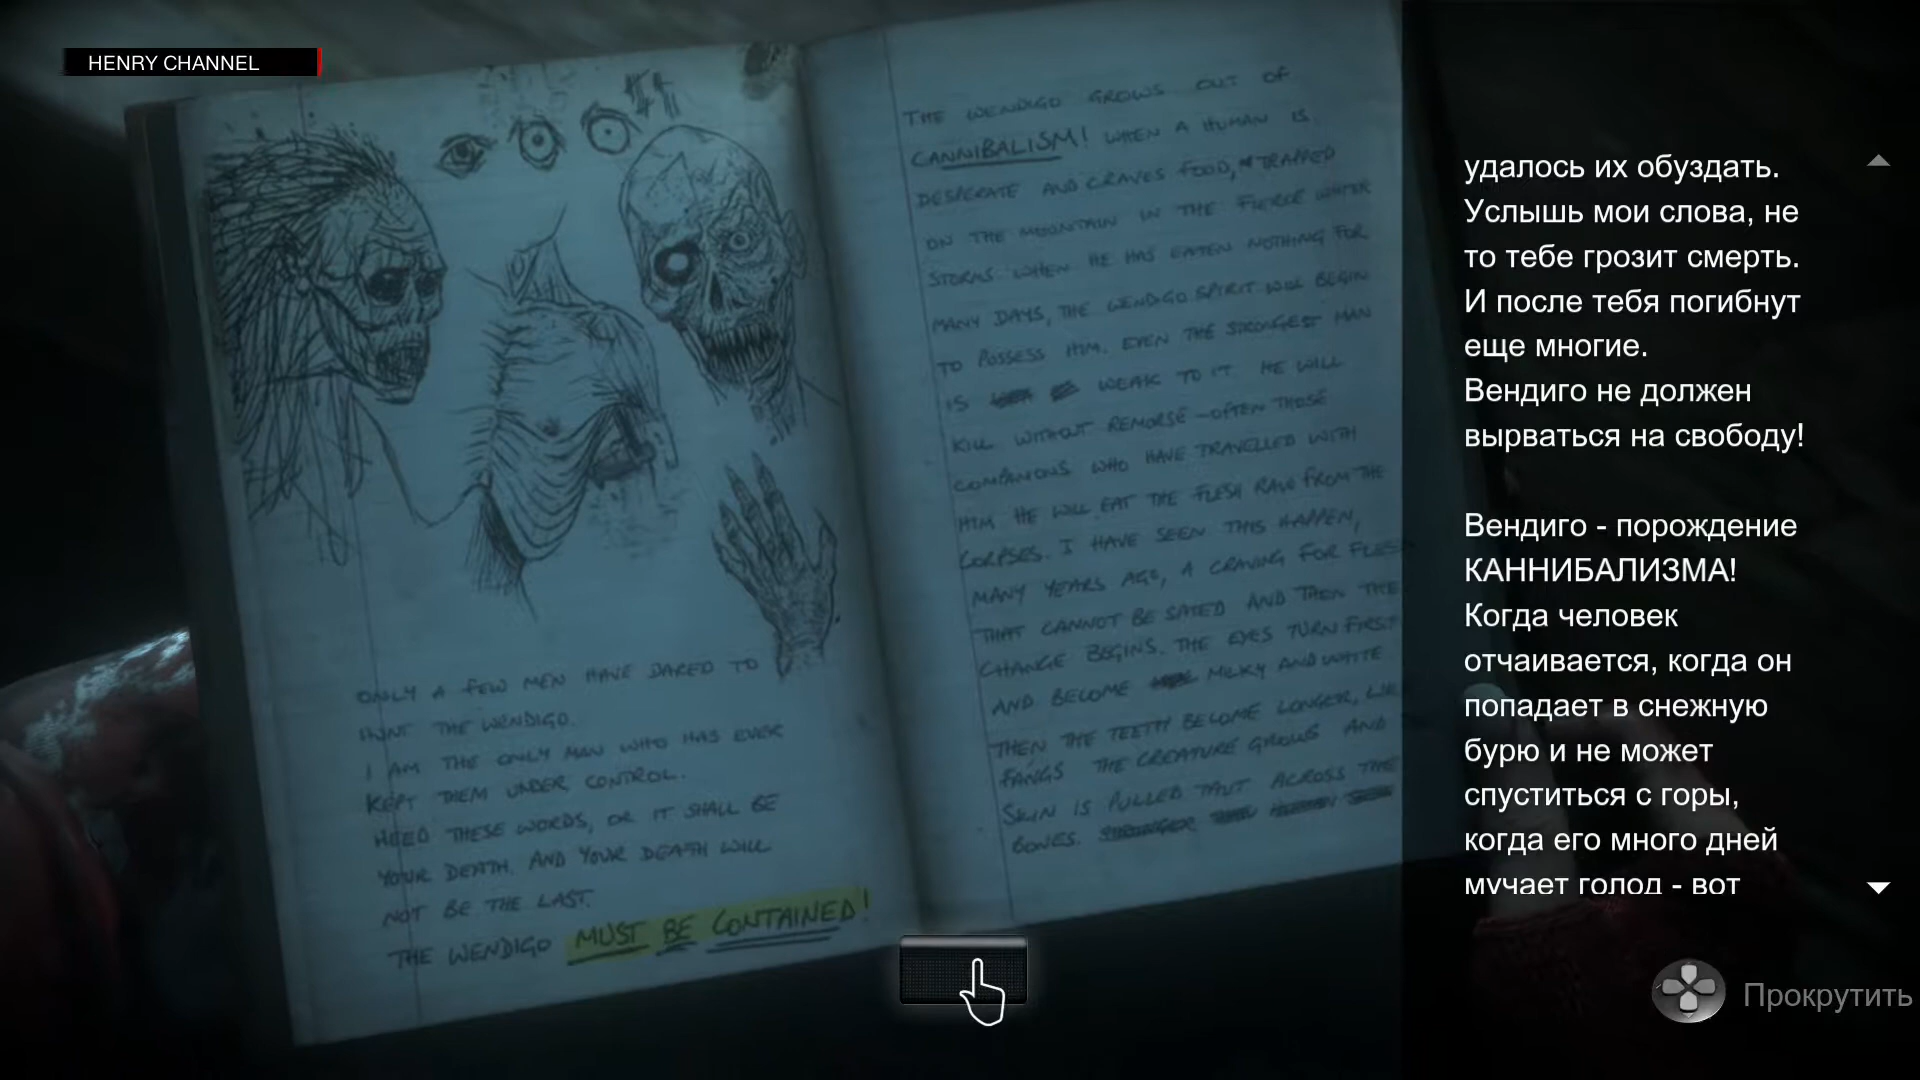 HENRY CHANNEL
ONLY A FEW MEN HAVE DARED TO
HUNT THE WENDIGO.
I AM THE ONLY MAN WHO HAS EVER
KEPT THEM UNDER CONTROL.
HEED THESE WORDS, OR IT SHALL BE
YOUR DEATH. AND YOUR DEATH WILL
NOT BE THE LAST.
THE WENDIGO MUST BE CONTAINED!
THE WENDIGO GROWS OUT OF
CANNIBALISM! WHEN A HUMAN IS
DESPERATE AND CRAVES FOOD, TRAPPED
ON THE MOUNTAIN IN THE FIERCE WINTER
STORMS WHEN HE HAS EATEN NOTHING FOR
MANY DAYS, THE WENDIGO SPIRIT WILL BEGIN
TO POSSESS HIM. EVEN THE STRONGEST MAN
IS WEAK TO IT. HE WILL
KILL WITHOUT REMORSE - OFTEN THOSE
COMPANIONS WHO HAVE TRAVELLED WITH
HIM HE WILL EAT THE FLESH RAW FROM THE
CORPSES. I HAVE SEEN THIS HAPPEN,
MANY YEARS AGO, A CRAVING FOR FLESH
THAT CANNOT BE SATED AND THEN THE
CHANGE BEGINS. THE EYES TURN FIRST
AND BECOME MILKY AND WHITE
THEN THE TEETH BECOME LONGER, LIKE
FANGS THE CREATURE GROWS AND
SKIN IS PULLED TAUT ACROSS THE
BONES.
удалось их обуздать.
Услышь мои слова, не
то тебе грозит смерть.
И после тебя погибнут
еще многие.
Вендиго не должен
вырваться на свободу!
Вендиго - порождение
КАННИБАЛИЗМА!
Когда человек
отчаивается, когда он
попадает в снежную
бурю и не может
спуститься с горы,
когда его много дней
мучает голод - вот
Прокрутить